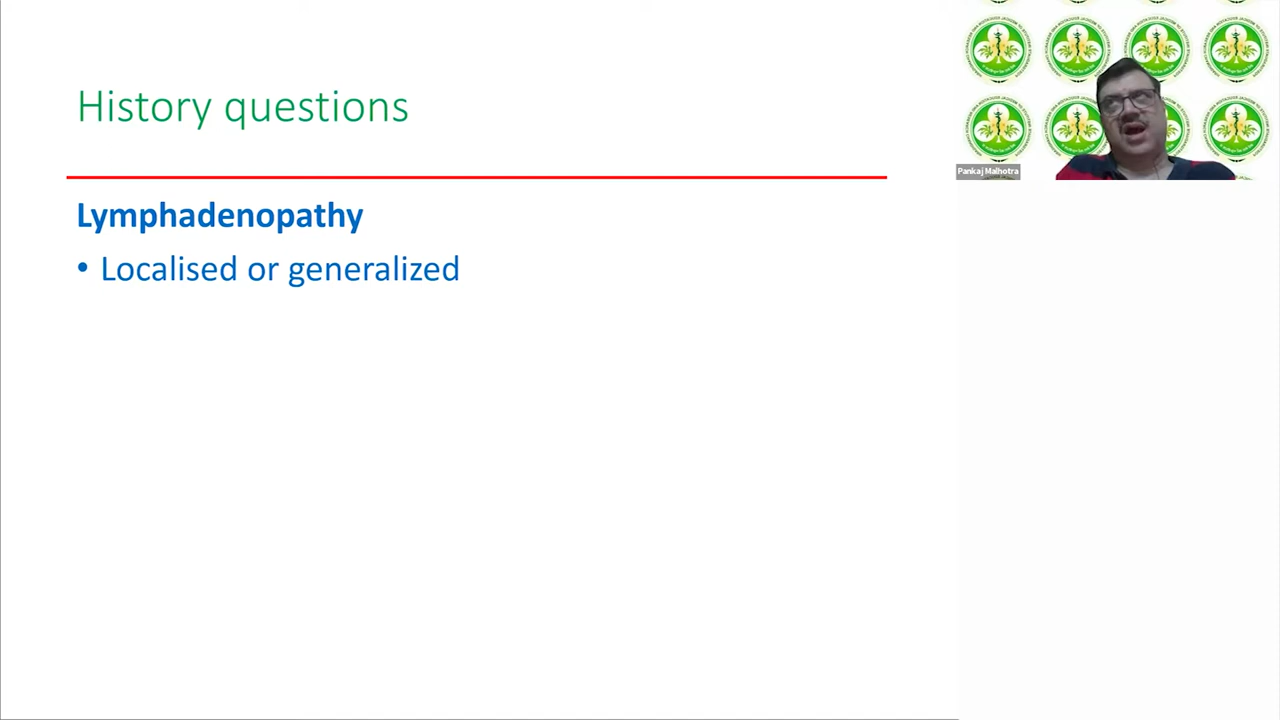 History questions
Lymphadenopathy
• Localised or generalized
Pankaj Malhotra